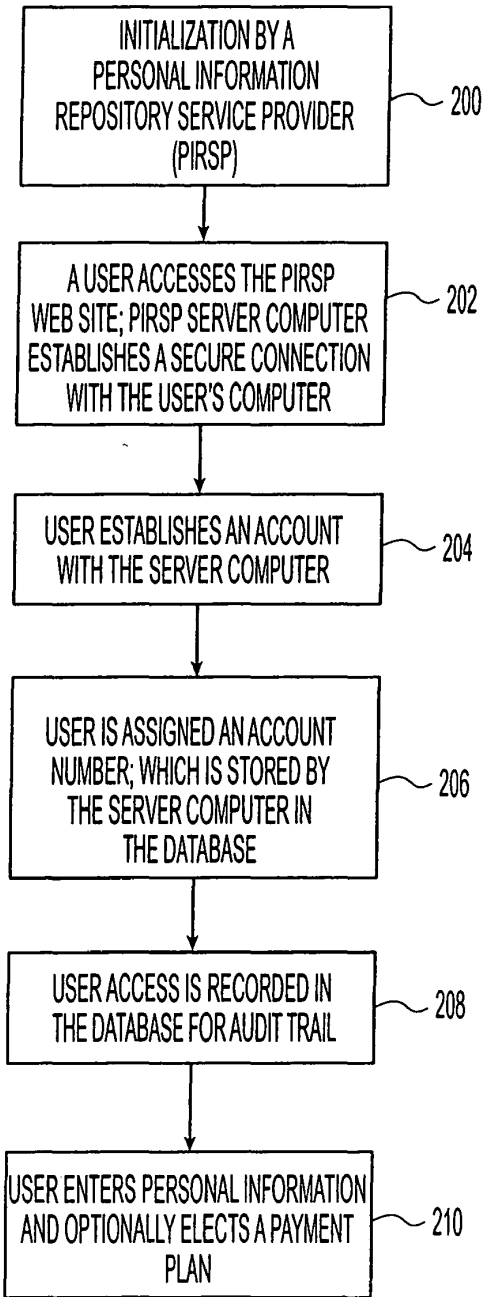 INITIALIZATION BY A
PERSONAL INFORMATION
REPOSITORY SERVICE PROVIDER
(PIRSP)
200
A USER ACCESSES THE PIRSP
WEB SITE; PIRSP SERVER COMPUTER
ESTABLISHES A SECURE CONNECTION
WITH THE USER'S COMPUTER
202
USER ESTABLISHES AN ACCOUNT
WITH THE SERVER COMPUTER
204
USER IS ASSIGNED AN ACCOUNT
NUMBER; WHICH IS STORED BY
THE SERVER COMPUTER IN
THE DATABASE
206
USER ACCESS IS RECORDED IN
THE DATABASE FOR AUDIT TRAIL
208
USER ENTERS PERSONAL INFORMATION
AND OPTIONALLY ELECTS A PAYMENT
PLAN
210